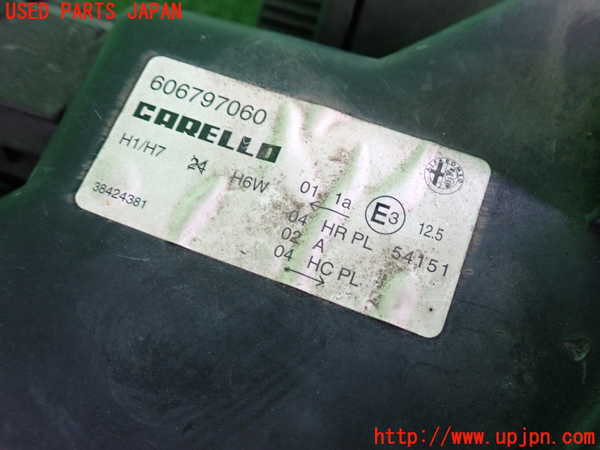 USED PARTS JAPAN
606797060
CARELLO
H1/H7 24 H6W 01 1a E3 12.5
38424381
04 HR PL 54151
02 A
04 HC PL
http://www.upjpn.com/